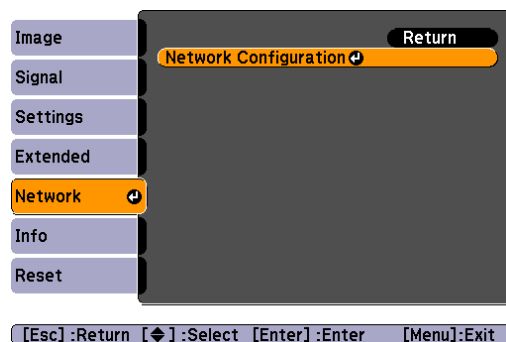 Image
Signal
Settings
Extended
Network
Info
Reset
Return
Network Configuration
[Esc] :Return [◆] :Select [Enter] :Enter [Menu]:Exit